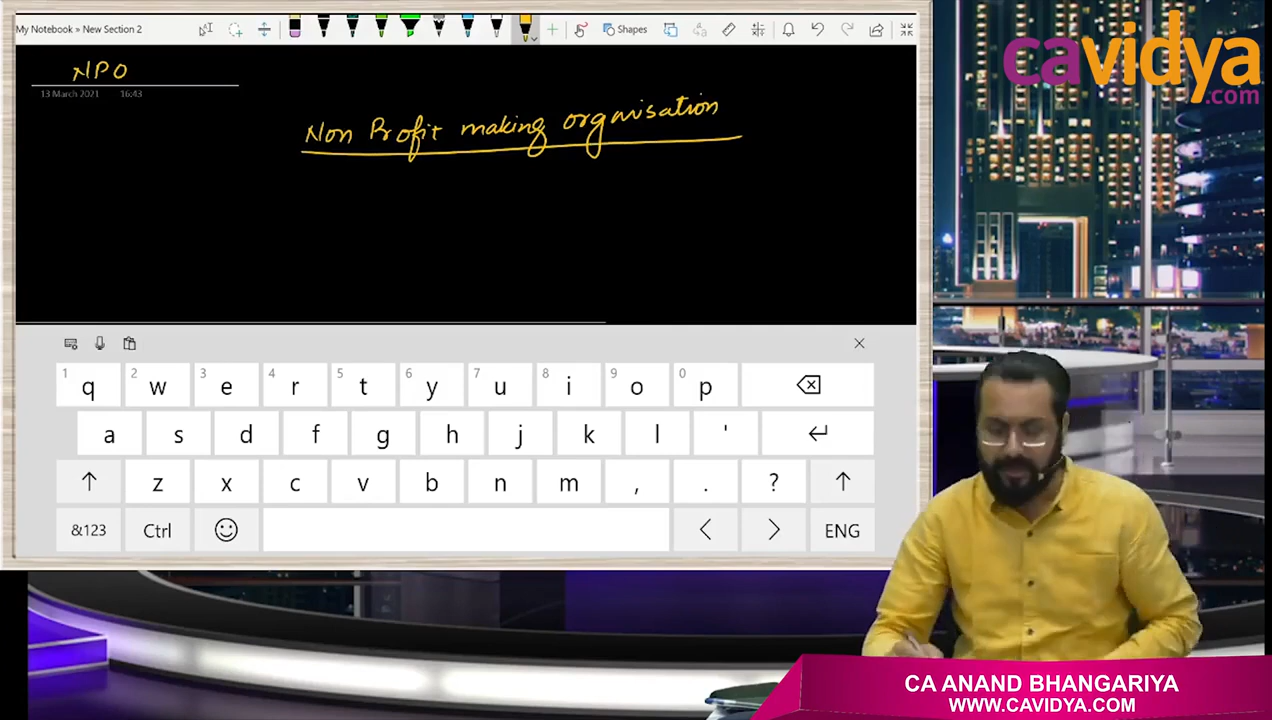 My Notebook » New Section 2
Shapes
NPO
13 March 2021 16:43
Non Profit making organisation
cavidya
.com
1 q 2 w 3 e 4 r 5 t 6 y 7 u 8 i 9 o 0 p
a s d f g h j k l '
z x c v b n m , . ?
&123 Ctrl ENG
CA ANAND BHANGARIYA
WWW.CAVIDYA.COM